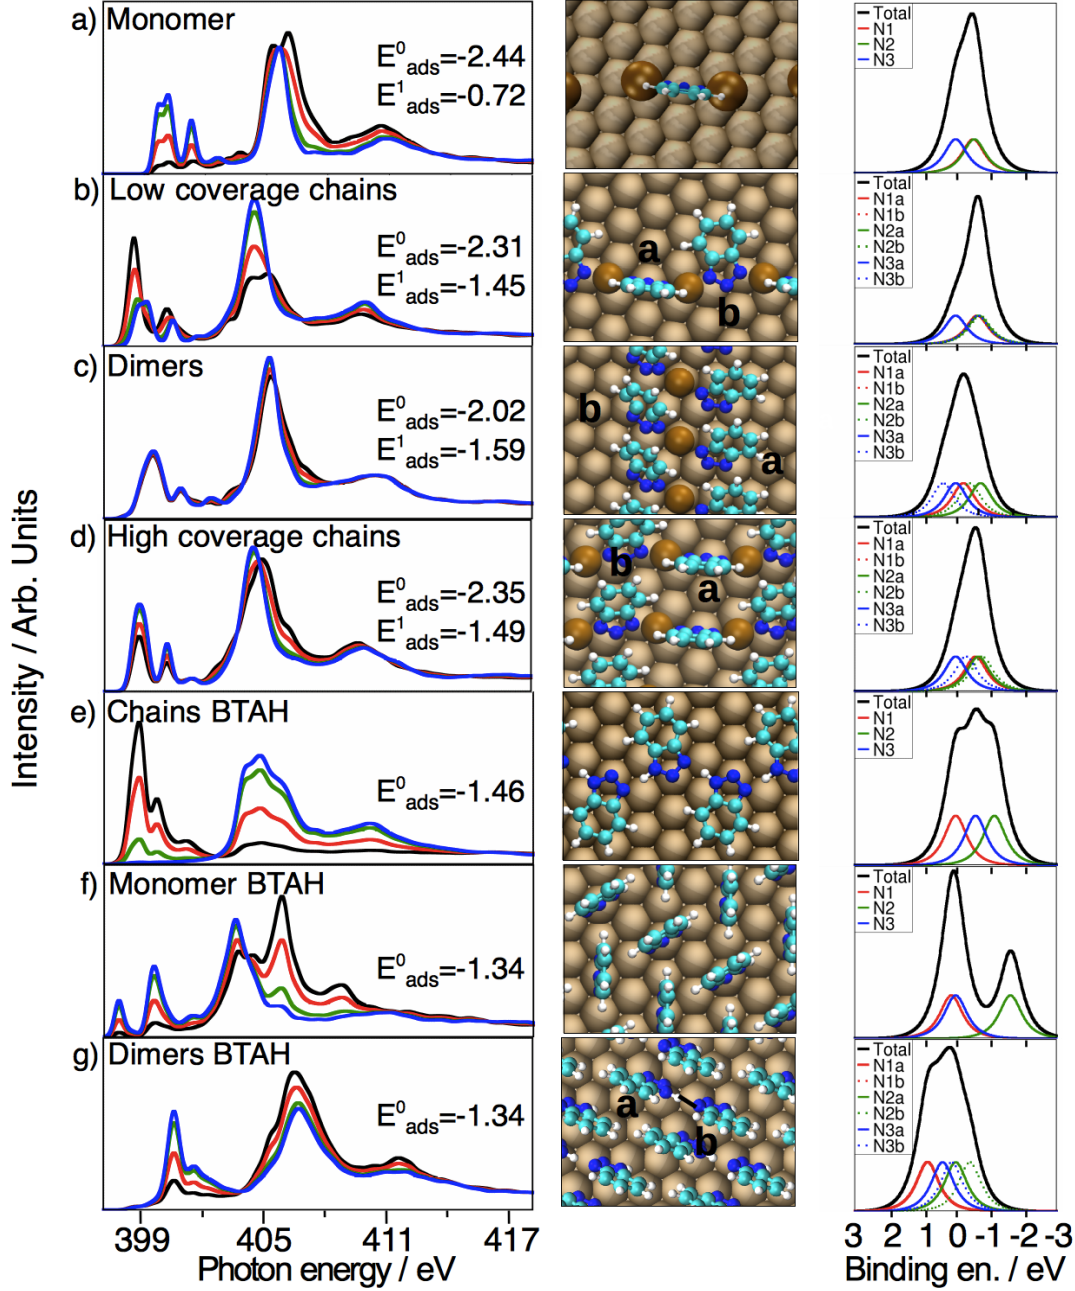 a) Monomer
E⁰ads=-2.44
E¹ads=-0.72
Total
N1
N2
N3
b) Low coverage chains
E⁰ads=-2.31
E¹ads=-1.45
a
b
Total
N1a
N1b
N2a
N2b
N3a
N3b
c) Dimers
E⁰ads=-2.02
E¹ads=-1.59
b
a
Total
N1a
N1b
N2a
N2b
N3a
N3b
d) High coverage chains
E⁰ads=-2.35
E¹ads=-1.49
b
a
Total
N1a
N1b
N2a
N2b
N3a
N3b
e) Chains BTAH
E⁰ads=-1.46
Total
N1
N2
N3
f) Monomer BTAH
E⁰ads=-1.34
Total
N1
N2
N3
g) Dimers BTAH
E⁰ads=-1.34
a
b
Total
N1a
N1b
N2a
N2b
N3a
N3b
Intensity / Arb. Units
399 405 411 417
Photon energy / eV
3 2 1 0 -1 -2 -3
Binding en. / eV